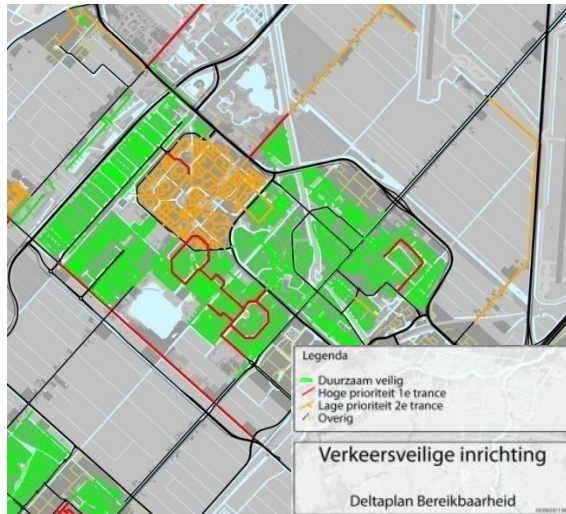 Legenda
Duurzaam veilig
Hoge prioriteit 1e trance
Lage prioriteit 2e trance
Overig
Verkeersveilige inrichting
Deltaplan Bereikbaarheid